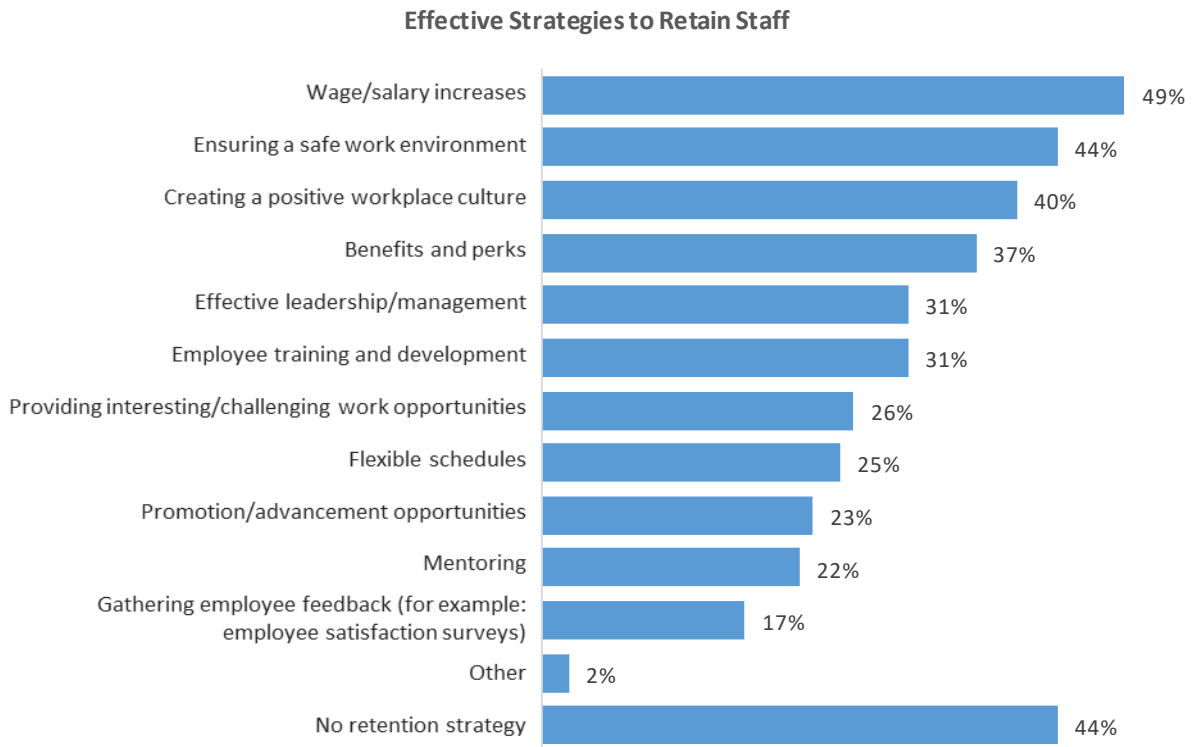 Effective Strategies to Retain Staff
Wage/salary increases 49%
Ensuring a safe work environment 44%
Creating a positive workplace culture 40%
Benefits and perks 37%
Effective leadership/management 31%
Employee training and development 31%
Providing interesting/challenging work opportunities 26%
Flexible schedules 25%
Promotion/advancement opportunities 23%
Mentoring 22%
Gathering employee feedback (for example:
employee satisfaction surveys) 17%
Other 2%
No retention strategy 44%